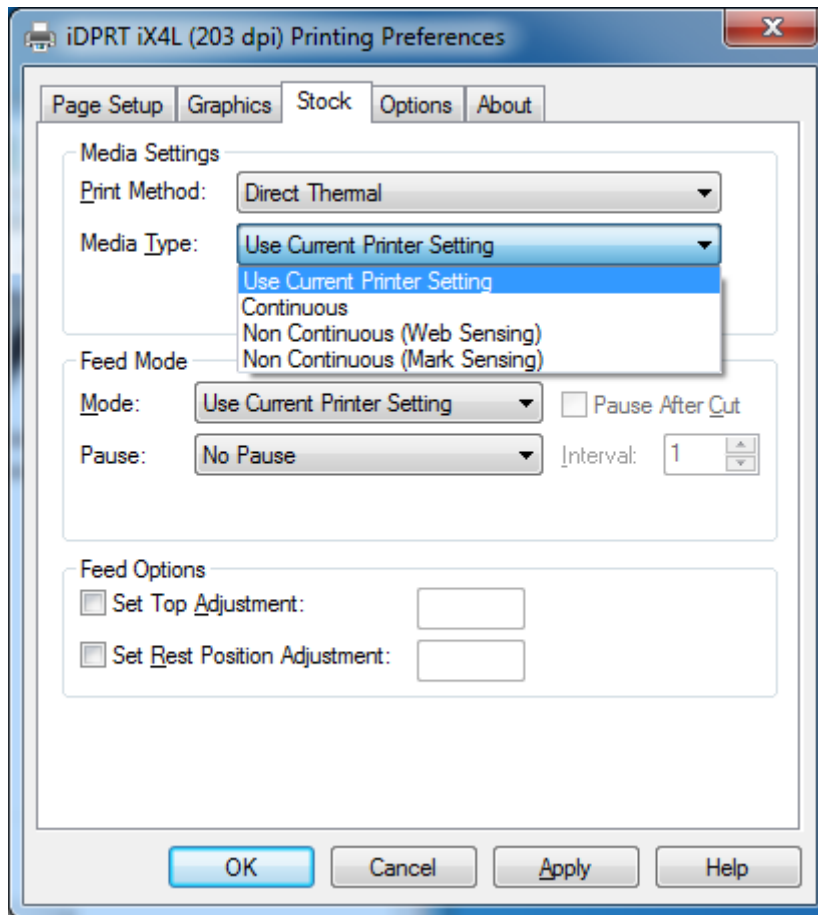 iDPRT iX4L (203 dpi) Printing Preferences
Page Setup Graphics Stock Options About
Media Settings
Print Method: Direct Thermal
Media Type: Use Current Printer Setting
Use Current Printer Setting
Continuous
Non Continuous (Web Sensing)
Non Continuous (Mark Sensing)
Feed Mode
Mode: Use Current Printer Setting Pause After Cut
Pause: No Pause Interval: 1
Feed Options
Set Top Adjustment:
Set Rest Position Adjustment:
OK Cancel Apply Help